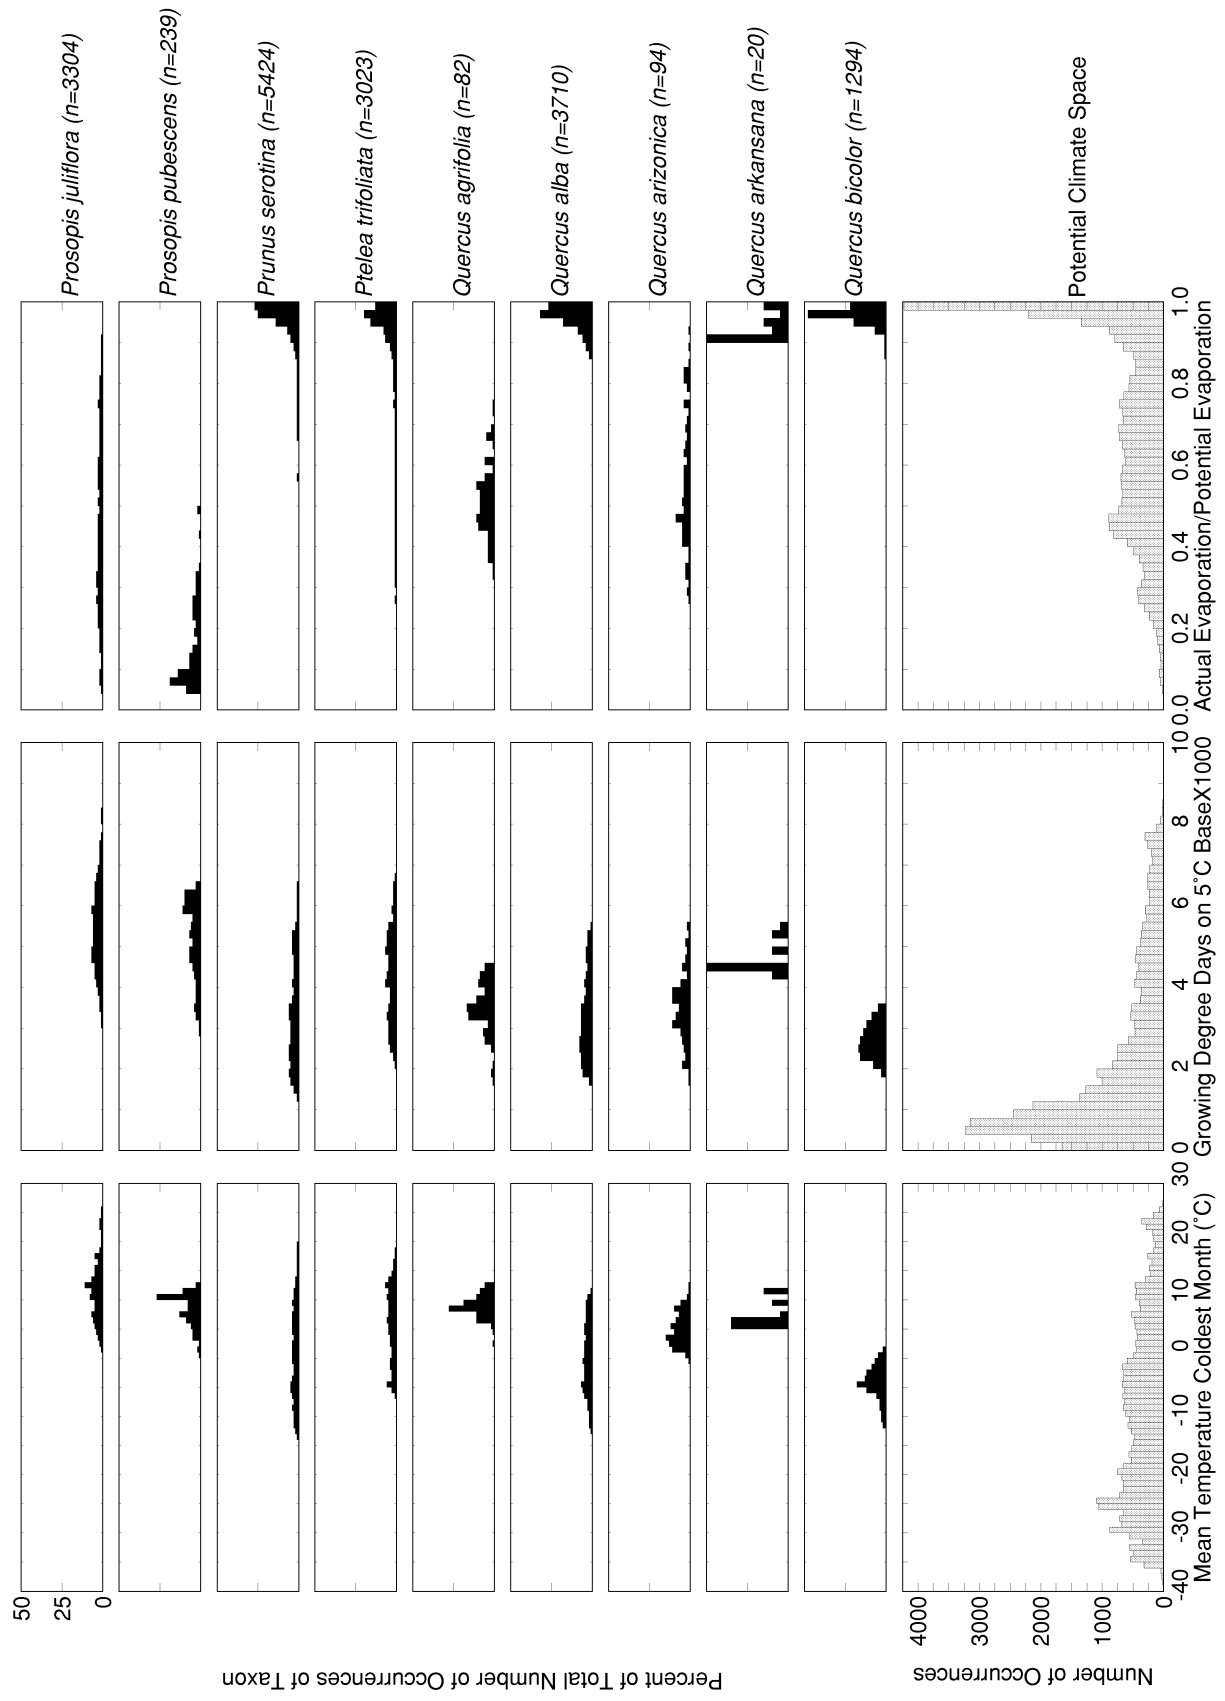 Prosopis juliflora (n=3304)
Prosopis pubescens (n=239)
Prunus serotina (n=5424)
Ptelea trifoliata (n=3023)
Quercus agrifolia (n=82)
Quercus alba (n=3710)
Quercus arizonica (n=94)
Quercus arkansana (n=20)
Quercus bicolor (n=1294)
Potential Climate Space
50
25
0
Percent of Total Number of Occurrences of Taxon
4000
3000
2000
1000
0
Number of Occurrences
-40 -30 -20 -10 0 10 20 30
Mean Temperature Coldest Month (˚C)
0 2 4 6 8 10
Growing Degree Days on 5˚C BaseX1000
0.0 0.2 0.4 0.6 0.8 1.0
Actual Evaporation/Potential Evaporation